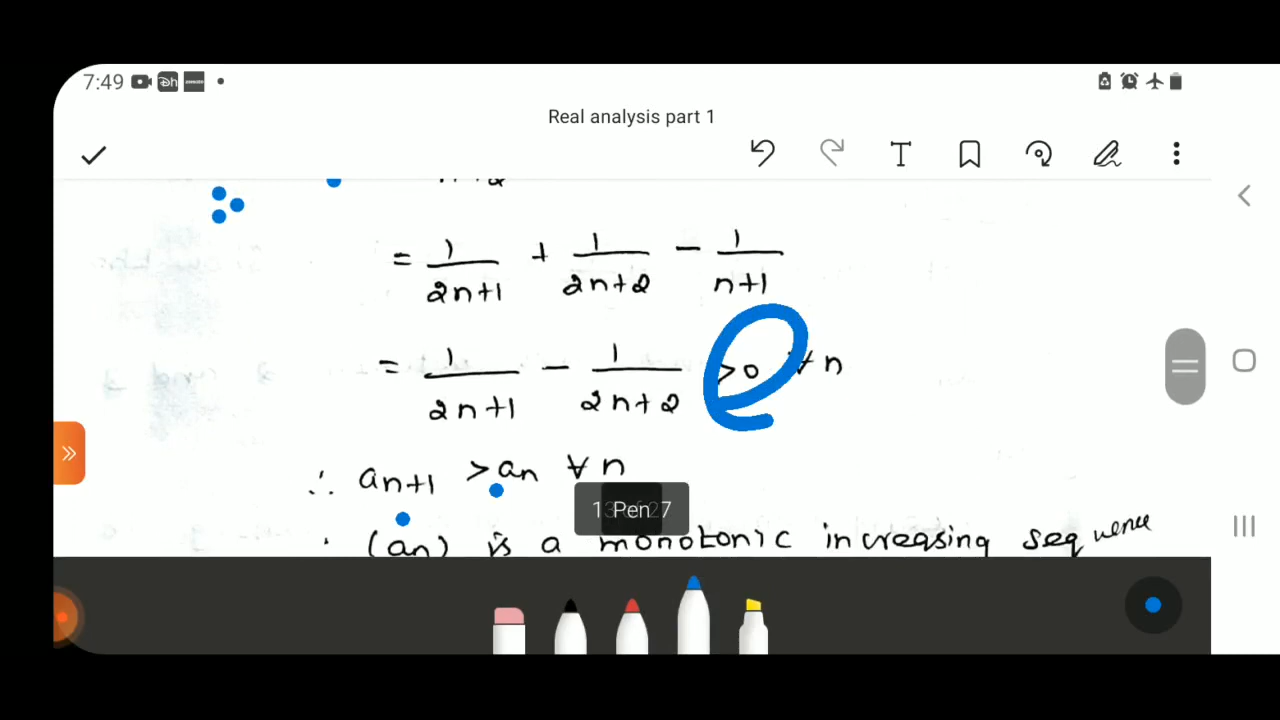 7:49
Real analysis part 1
= 1/(2n+1) + 1/(2n+2) - 1/(n+1)
= 1/(2n+1) - 1/(2n+2) >0 ∀ n
∴ an+1 >an ∀ n
Pen
(an) is a monotonic increasing sequence